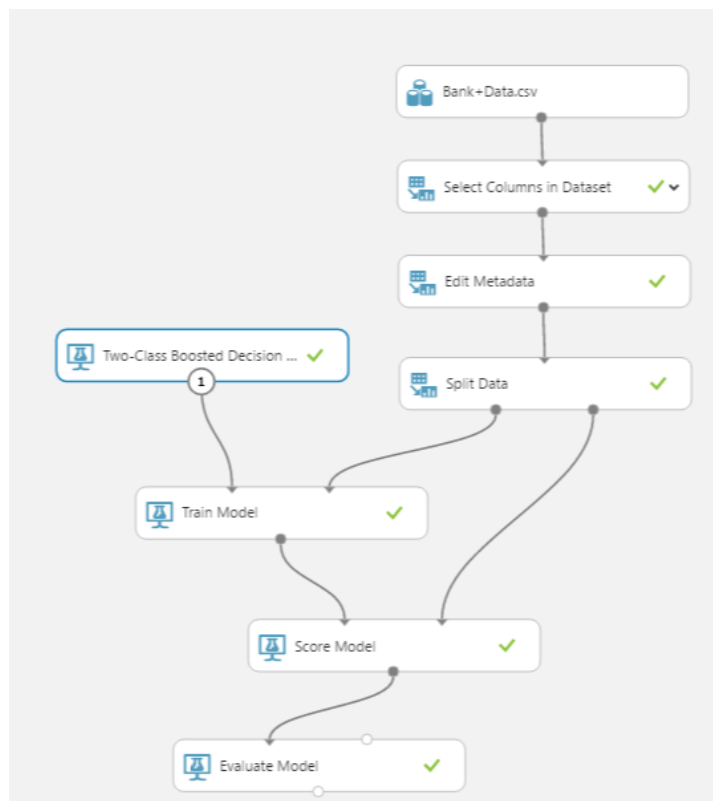 Bank+Data.csv
Select Columns in Dataset
Edit Metadata
Two-Class Boosted Decision ...
1
Split Data
Train Model
Score Model
Evaluate Model